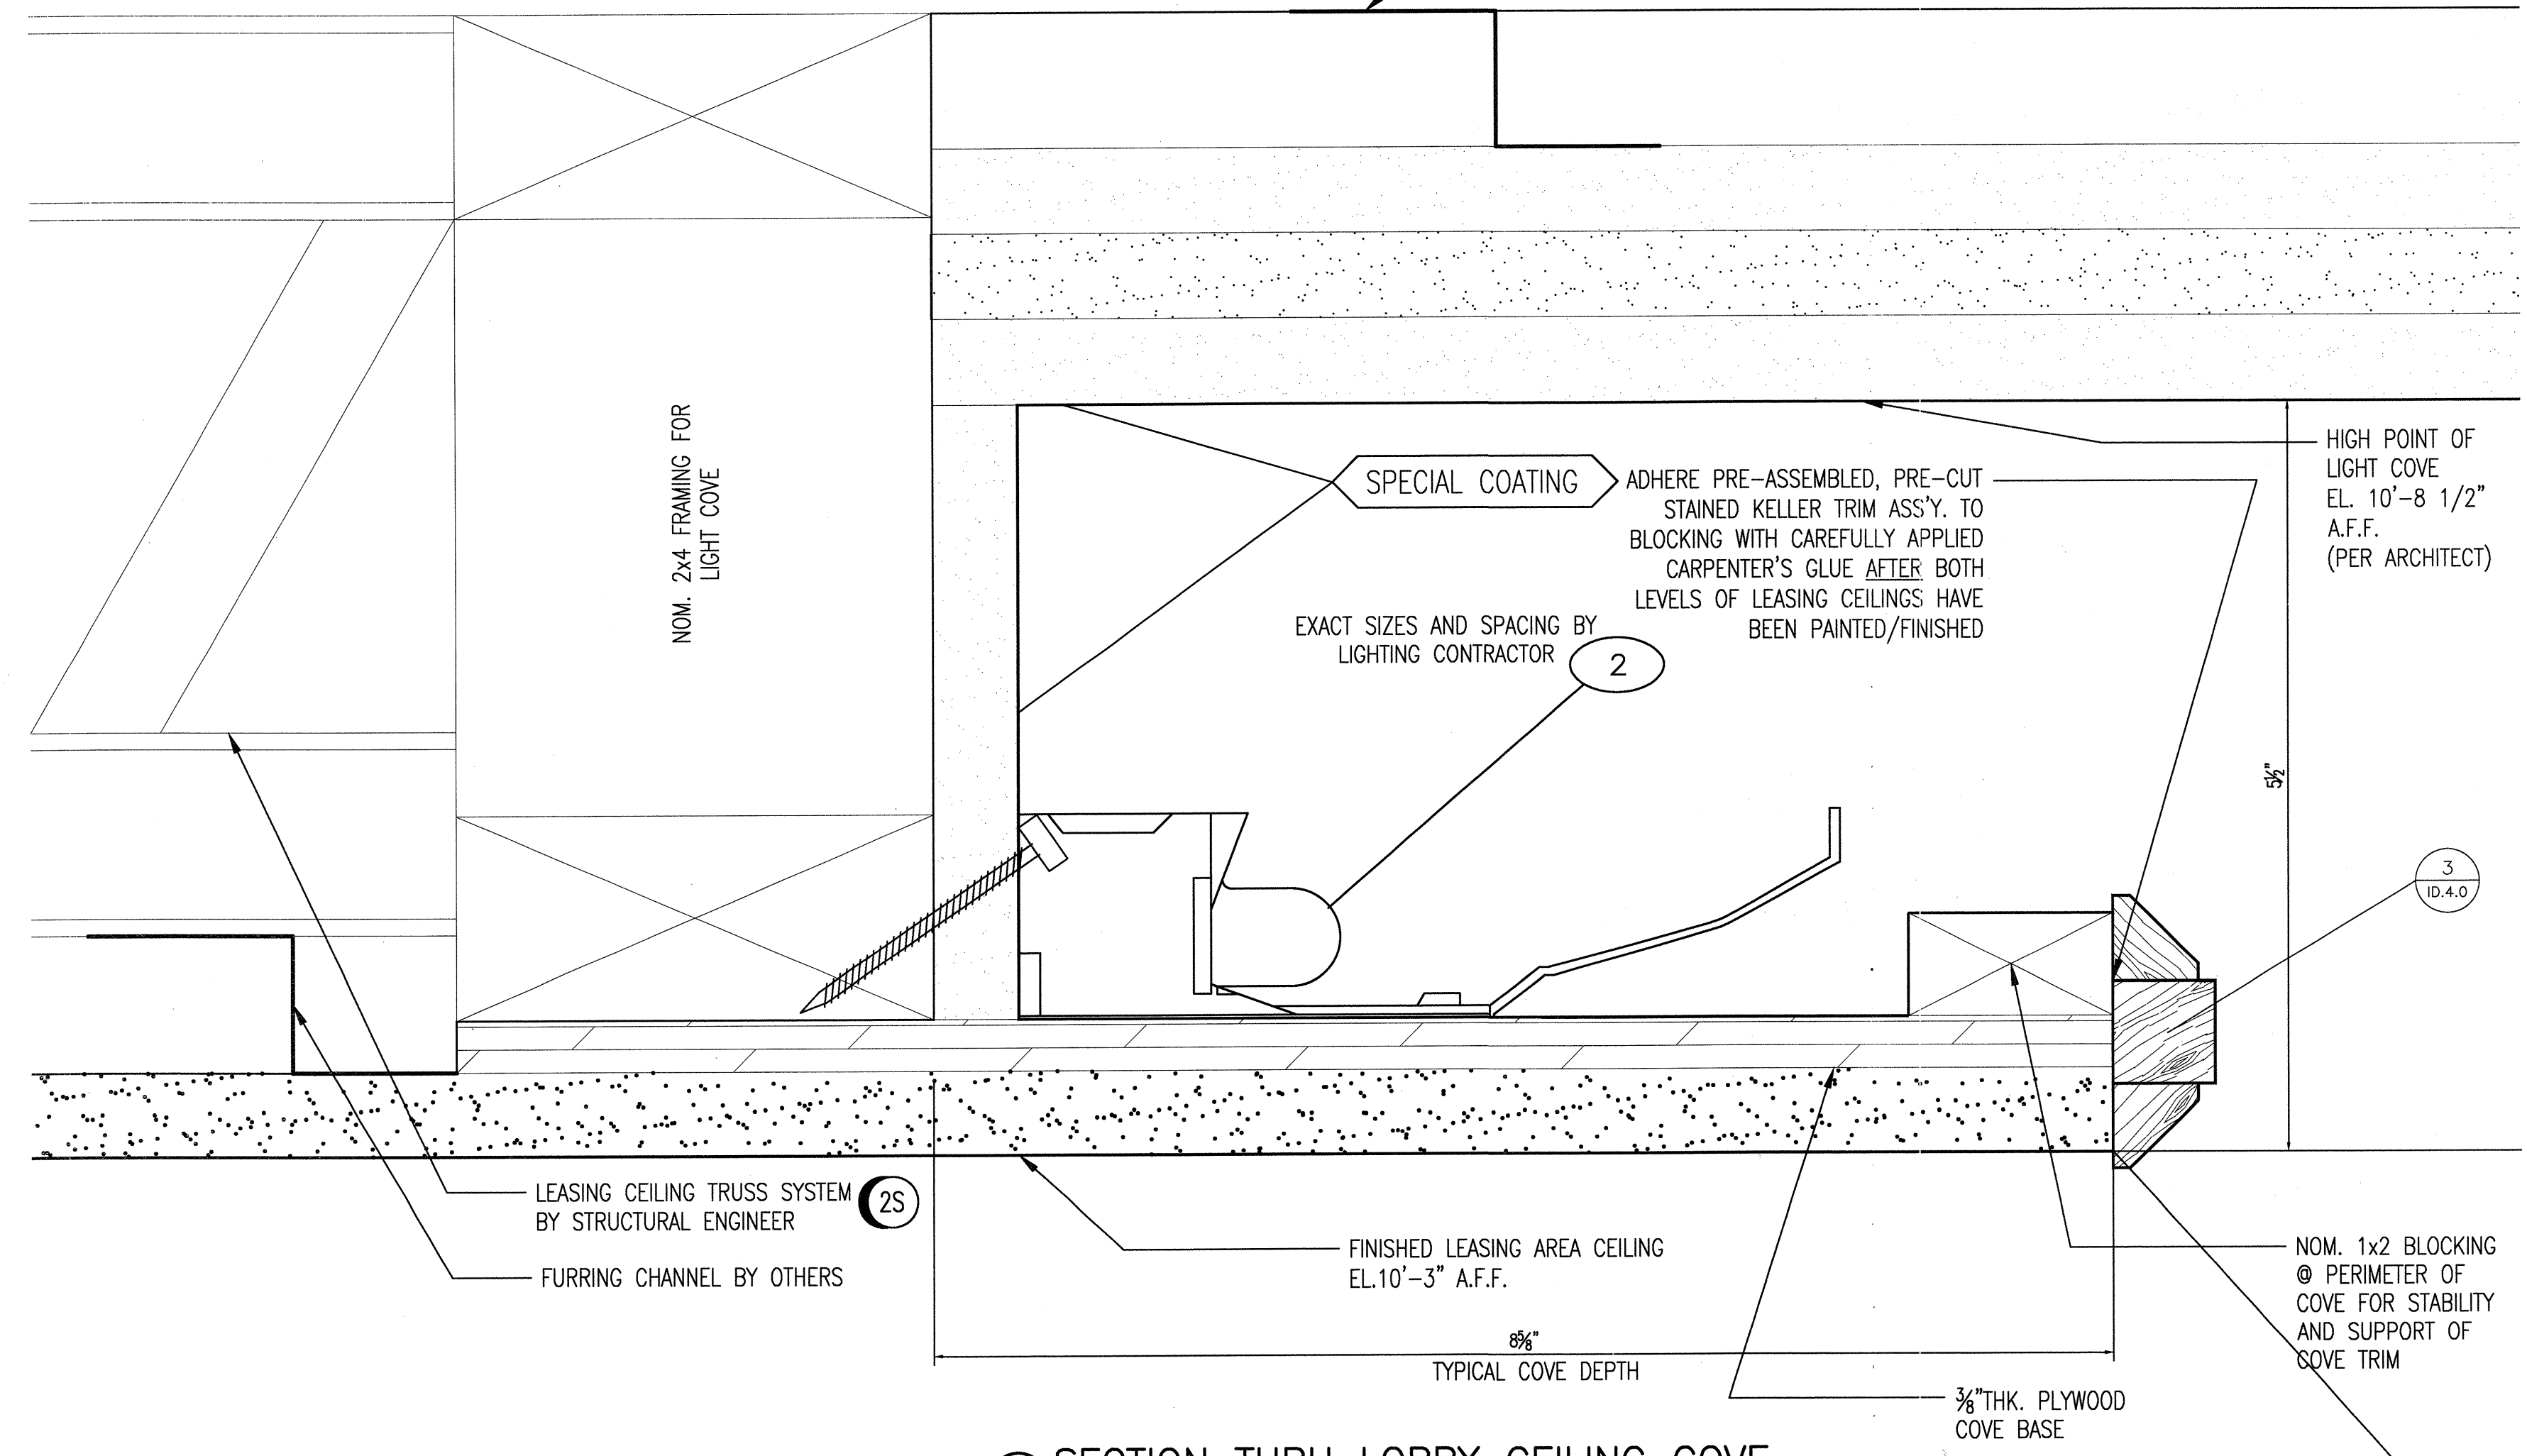 NOM. 2x4 FRAMING FOR
LIGHT COVE
SPECIAL COATING
ADHERE PRE-ASSEMBLED, PRE-CUT
STAINED KELLER TRIM ASS'Y. TO
BLOCKING WITH CAREFULLY APPLIED
CARPENTER'S GLUE AFTER BOTH
LEVELS OF LEASING CEILINGS HAVE
BEEN PAINTED/FINISHED
HIGH POINT OF
LIGHT COVE
EL. 10'-8 1/2"
A.F.F.
(PER ARCHITECT)
EXACT SIZES AND SPACING BY
LIGHTING CONTRACTOR
2
5½"
3
ID.4.0
LEASING CEILING TRUSS SYSTEM
BY STRUCTURAL ENGINEER
2S
FURRING CHANNEL BY OTHERS
FINISHED LEASING AREA CEILING
EL.10'-3" A.F.F.
NOM. 1x2 BLOCKING
@ PERIMETER OF
COVE FOR STABILITY
AND SUPPORT OF
COVE TRIM
8⅝"
TYPICAL COVE DEPTH
⅜"THK. PLYWOOD
COVE BASE
SECTION THRU LOBBY CEILING COVE